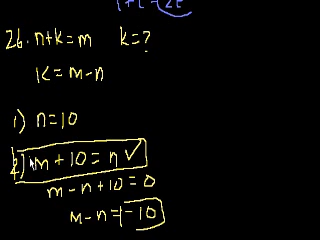 26. n+k=m k=?
k=m-n
1) n=10
2) m+10=n✓
m-n+10=0
m-n=-10